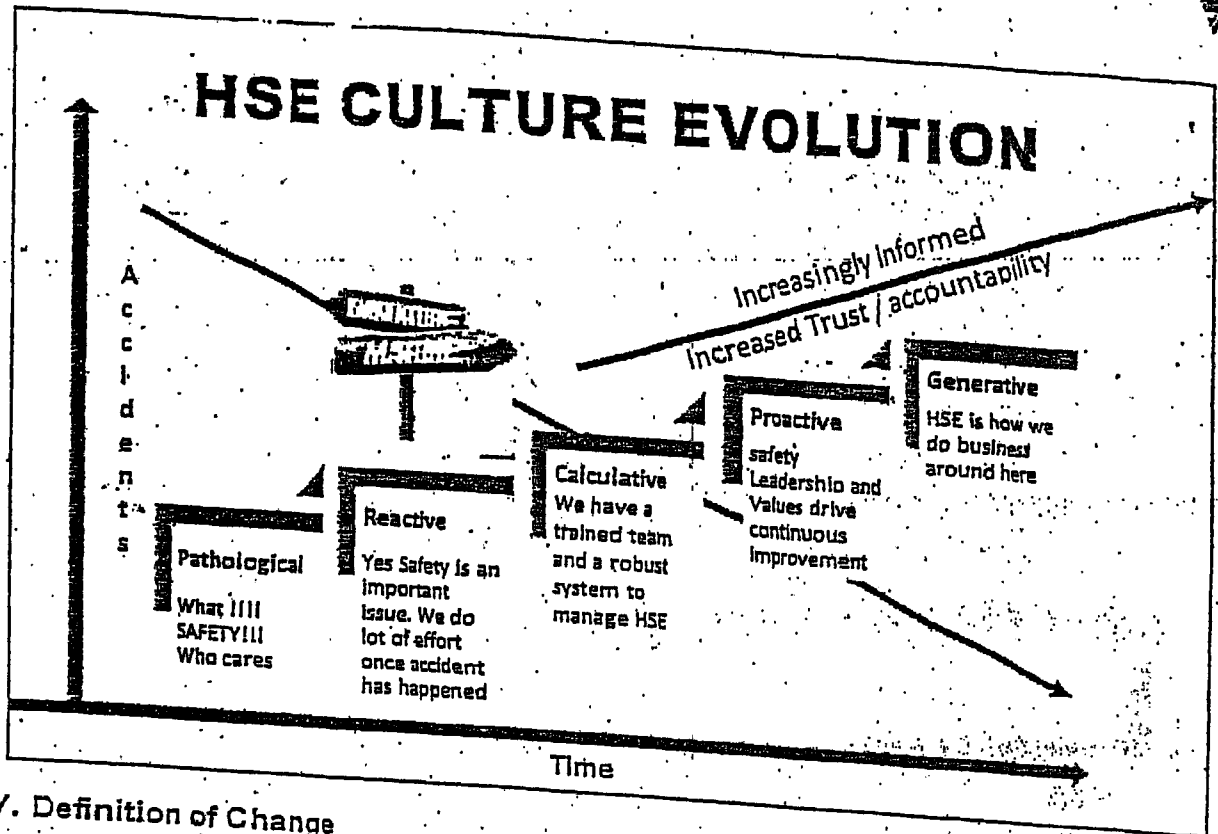 HSE CULTURE EVOLUTION
Accidents
Increasingly Informed
Increased Trust / accountability
Pathological
What !!!!
SAFETY!!!
Who cares
Reactive
Yes Safety is an
important
issue. We do
lot of effort
once accident
has happened
Calculative
We have a
trained team
and a robust
system to
manage HSE
Proactive
safety
Leadership and
Values drive
continuous
Improvement
Generative
HSE is how we
do business
around here
Time
. Definition of Change